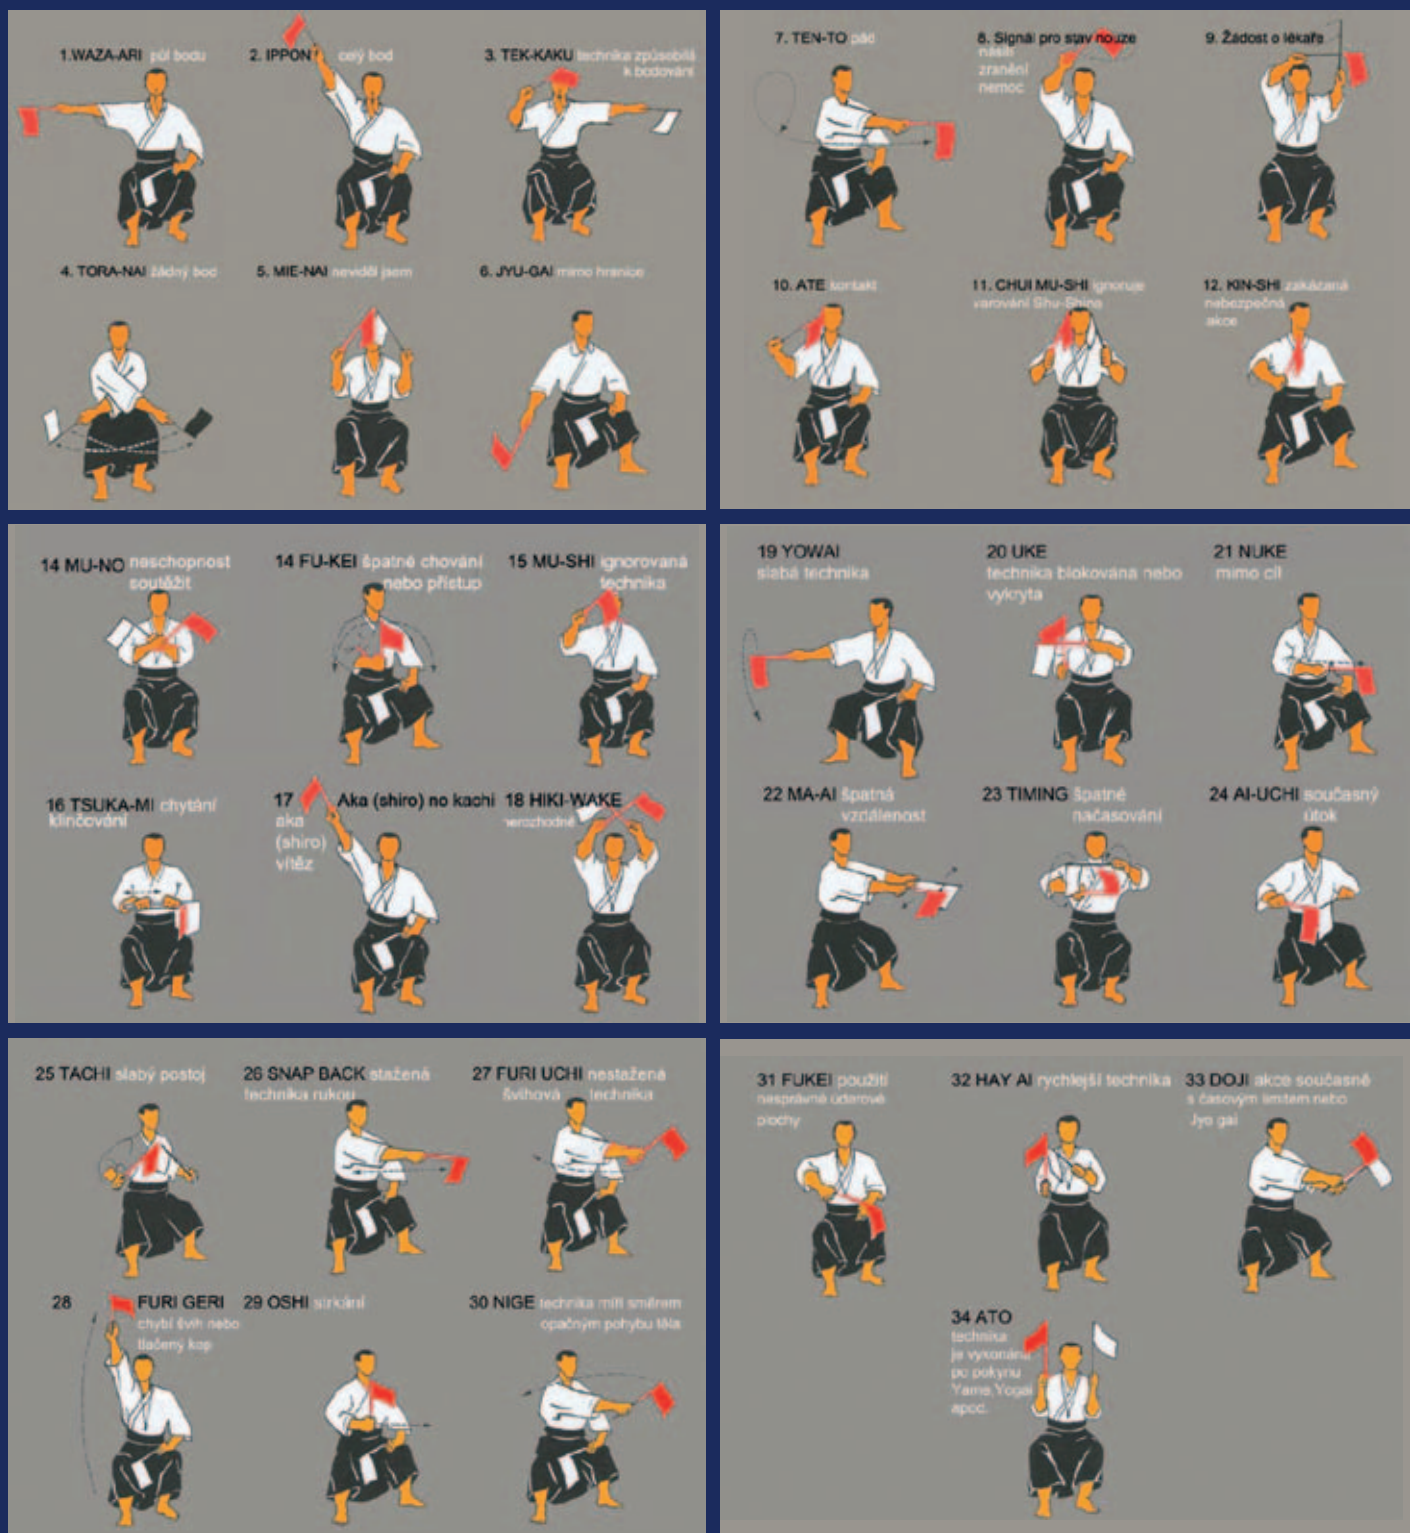 1.WAZA-ARI půl bodu
2. IPPON celý bod
3. TEK-KAKU technika způsobilá
k bodování
4. TORA-NAI žádný bod
5. MIE-NAI neviděl jsem
6. JYU-GAI mimo hranice
7. TEN-TO pád
8. Signál pro stav nouze
násilí
zranění
nemoc
9. Žádost o lékaře
10. ATE kontakt
11. CHUI MU-SHI ignoruje
varování Shu-Shina
12. KIN-SHI zakázaná
nebezpečná
akce
14 MU-NO neschopnost
soutěžit
14 FU-KEI špatné chování
nebo přístup
15 MU-SHI ignorovaná
technika
16 TSUKA-MI chytání
klinčování
17 Aka (shiro) no kachi
aka
(shiro)
vítěz
18 HIKI-WAKE
nerozhodně
19 YOWAI
slabá technika
20 UKE
technika blokovaná nebo
vykryta
21 NUKE
mimo cíl
22 MA-AI špatná
vzdálenost
23 TIMING špatné
načasování
24 AI-UCHI současný
útok
25 TACHI slabý postoj
26 SNAP BACK stažená
technika rukou
27 FURI UCHI nestažená
švihová technika
28 FURI GERI
chybí švih nebo
tlačený kop
29 OSHI strkání
30 NIGE technika míří směrem
opačným pohybu těla
31 FUKEI použití
nesprávné úderové
plochy
32 HAY AI rychlejší technika
33 DOJI akce současně
s časovým limitem nebo
Jyo gai
34 ATO
technika
je vykonána
po pokynu
Yame,Yogai
apod.